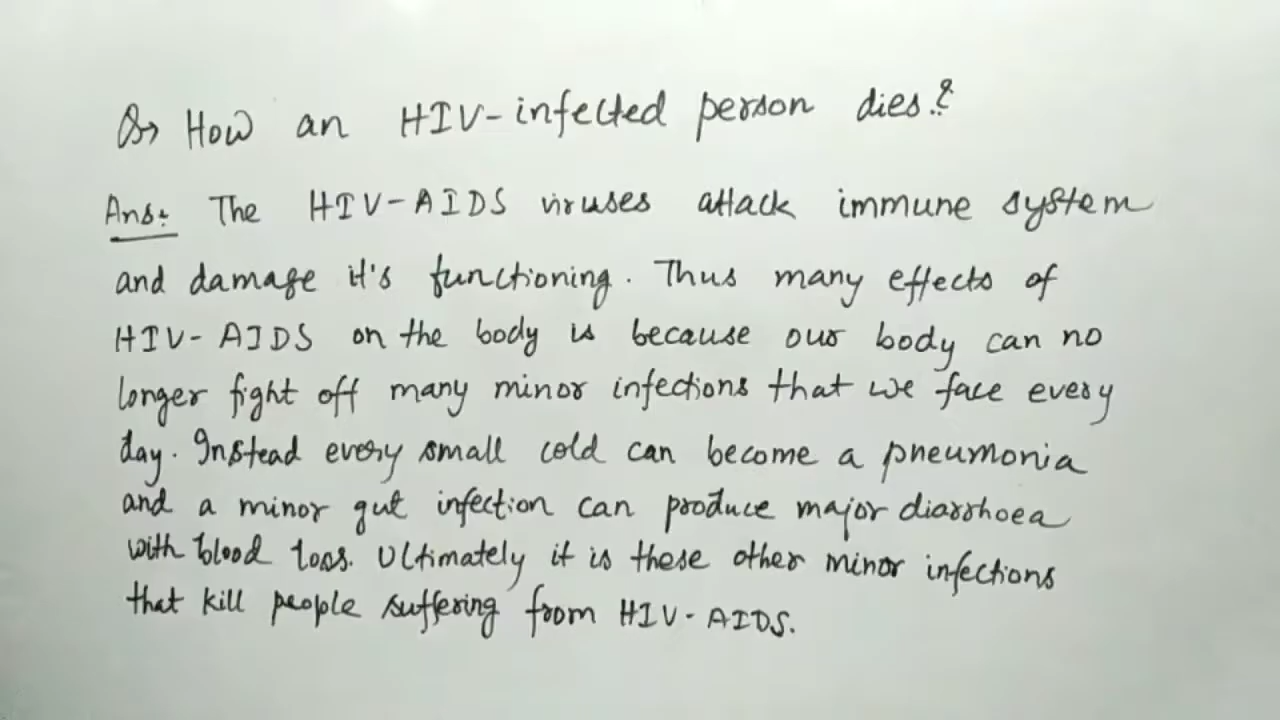 Q→ How an HIV-infected person dies?
Ans: The HIV-AIDS viruses attack immune system
and damage it's functioning. Thus many effects of
HIV-AIDS on the body is because our body can no
longer fight off many minor infections that we face every
day. Instead every small cold can become a pneumonia
and a minor gut infection can produce major diarrhoea
with blood loss. Ultimately it is these other minor infections
that kill people suffering from HIV-AIDS.